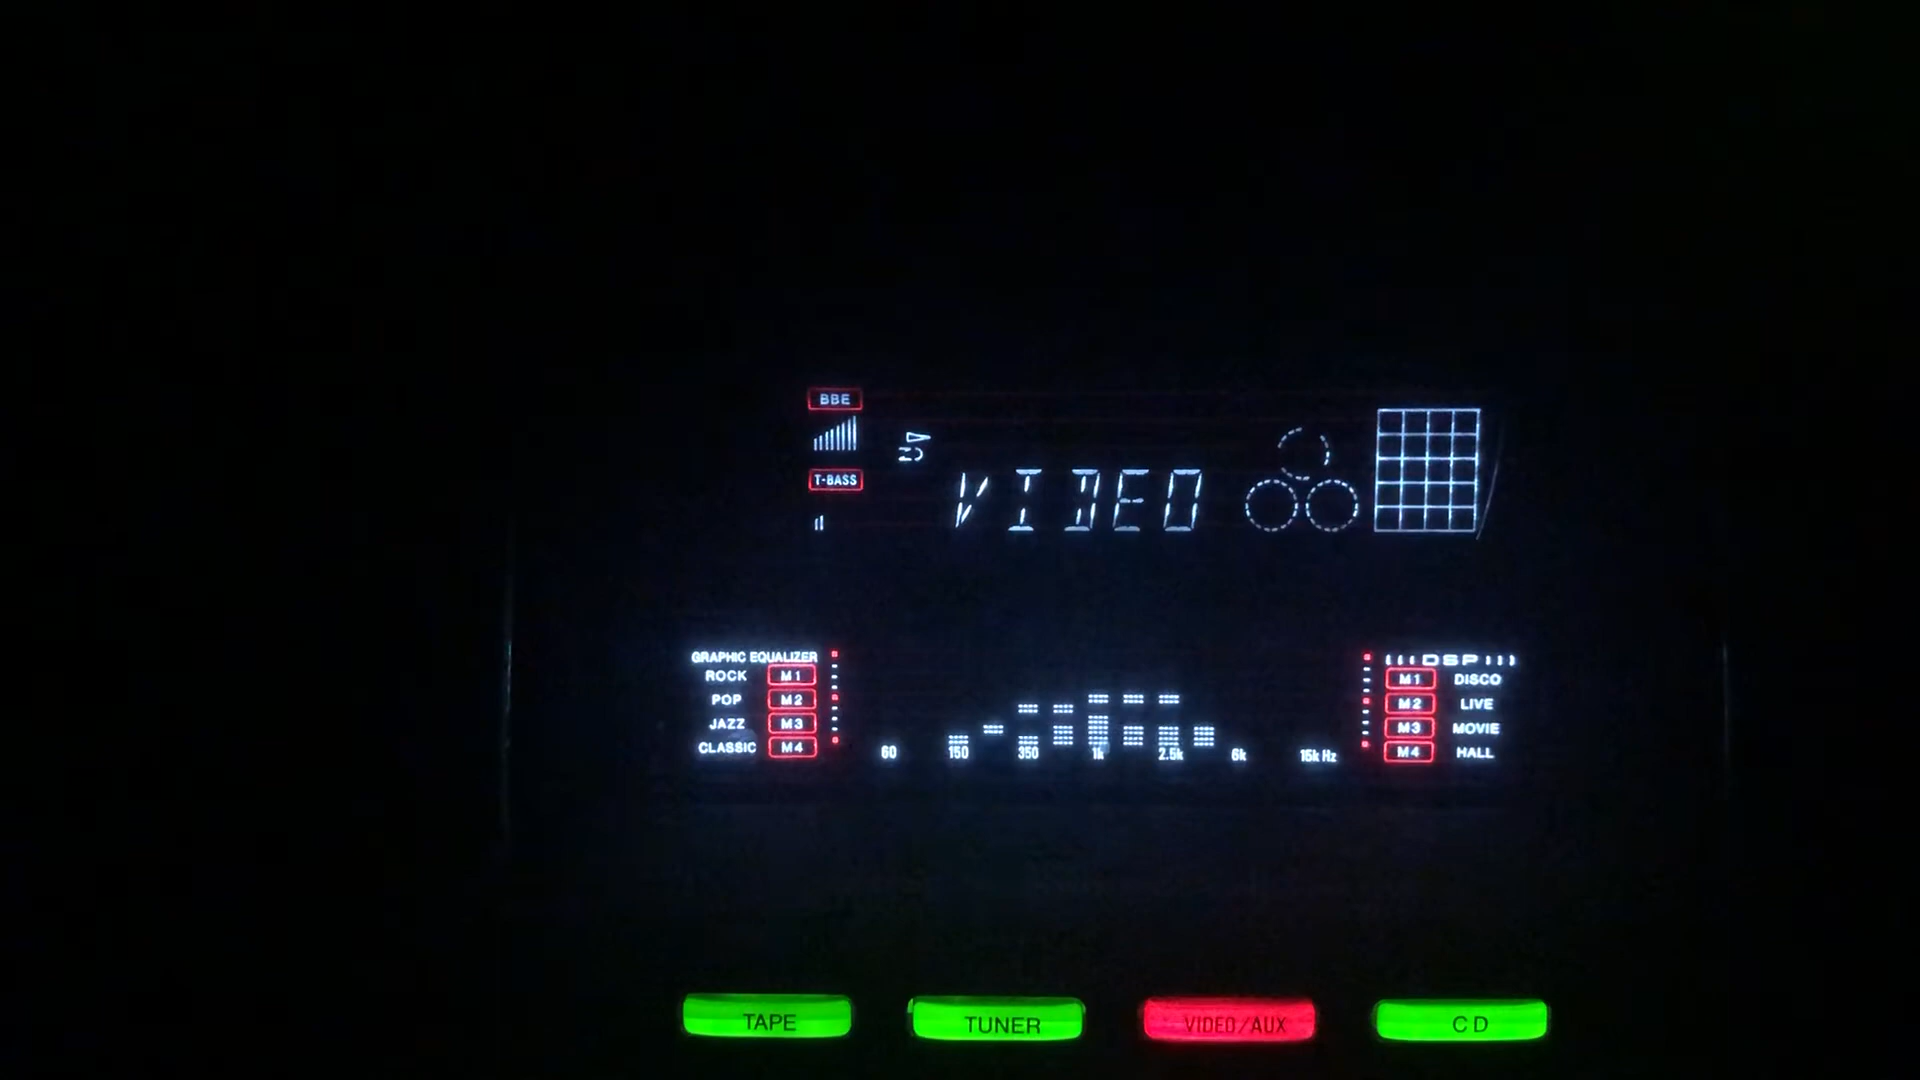 BBE
T-BASS
VIDEO
GRAPHIC EQUALIZER
ROCK M1
POP M2
JAZZ M3
CLASSIC M4
60 150 350 1k 2.5k 6k 15k Hz
DSP
M1 DISCO
M2 LIVE
M3 MOVIE
M4 HALL
TAPE
TUNER
VIDEO/AUX
CD